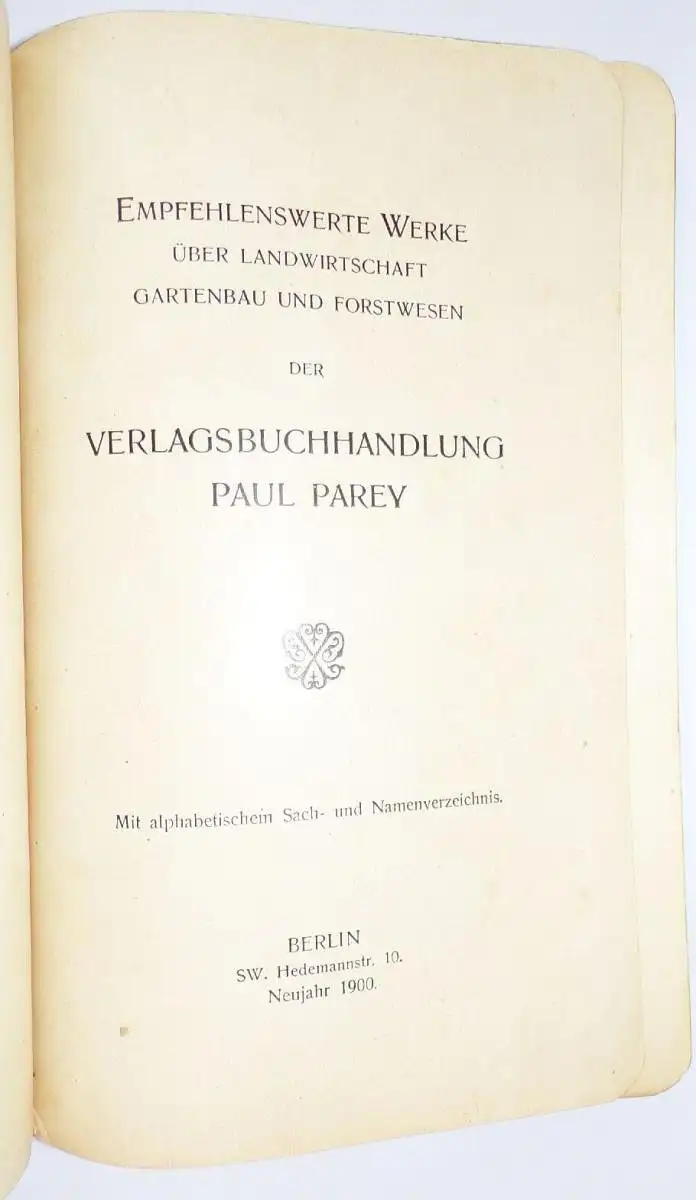 EMPFEHLENSWERTE WERKE
ÜBER LANDWIRTSCHAFT
GARTENBAU UND FORSTWESEN
DER
VERLAGSBUCHHANDLUNG
PAUL PAREY
Mit alphabetischem Sach- und Namenverzeichnis.
BERLIN
SW. Hedemannstr. 10.
Neujahr 1900.